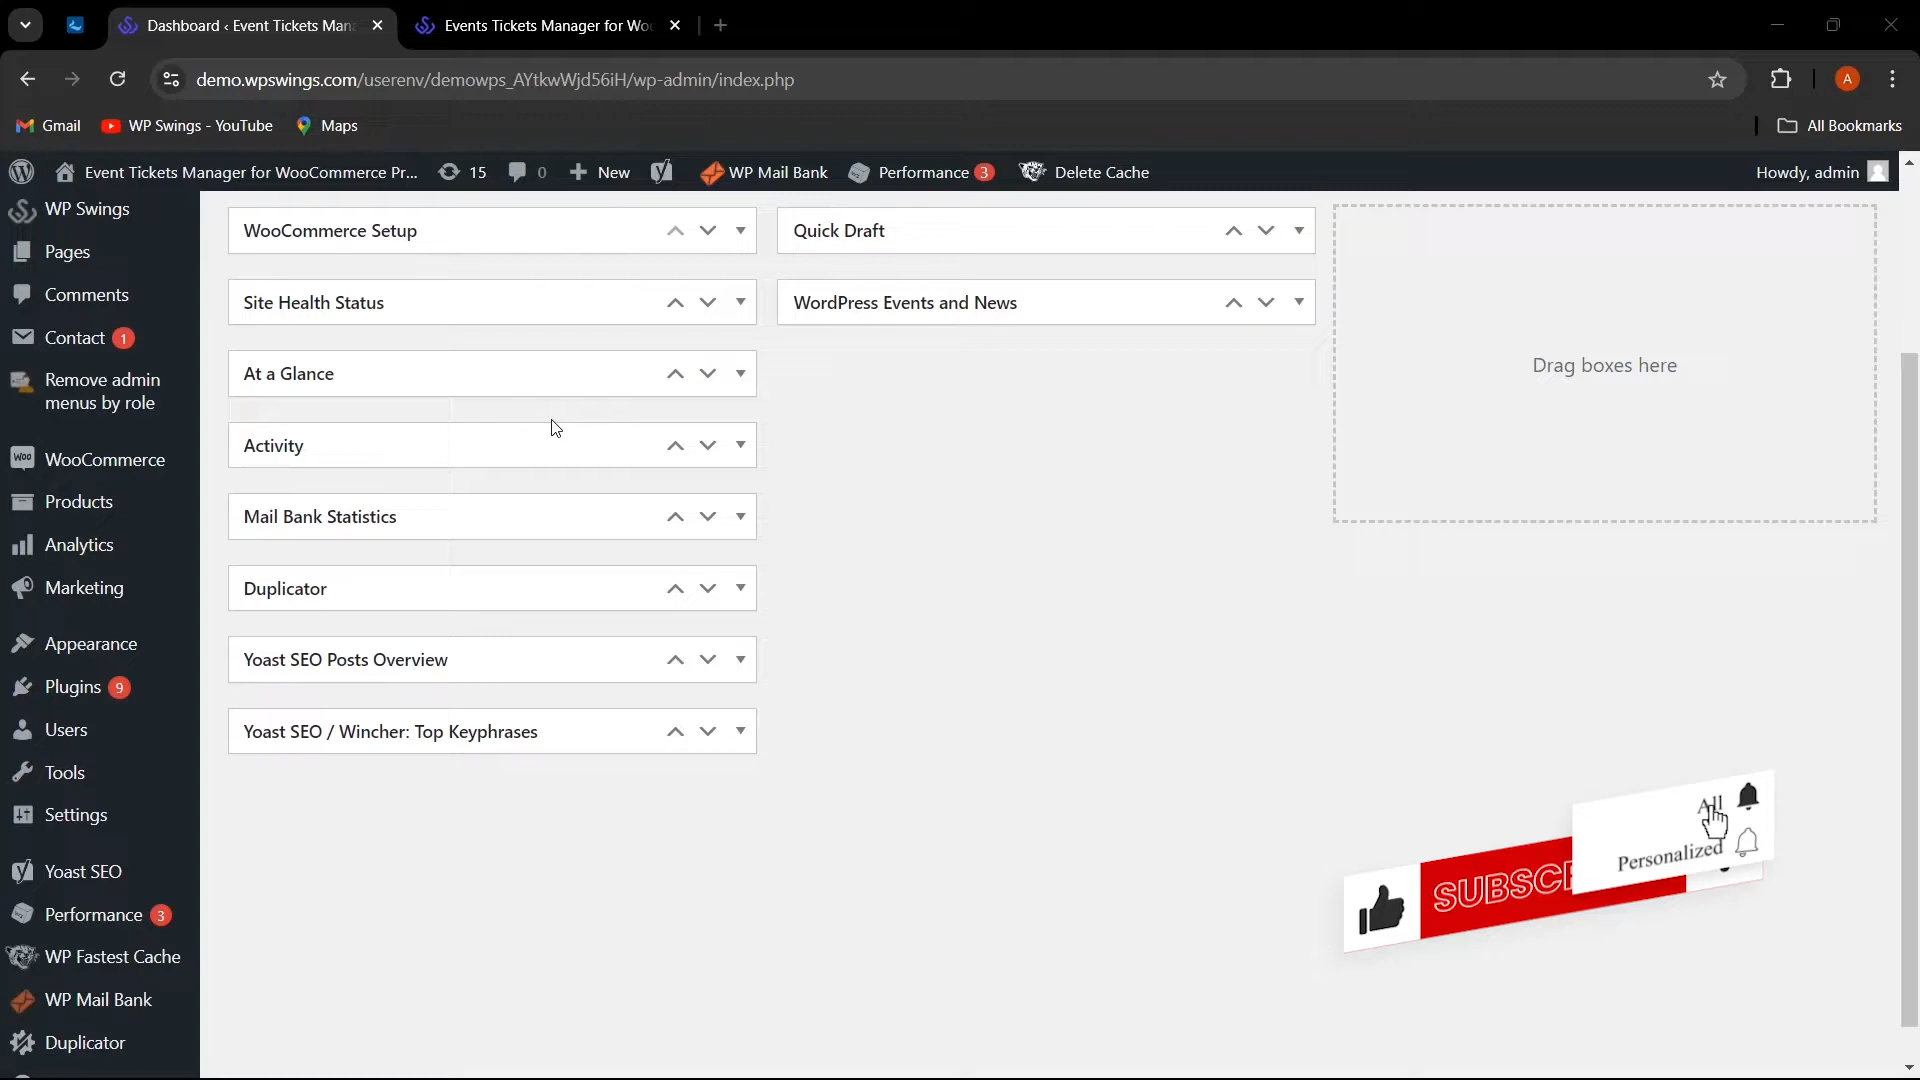 Dashboard ‹ Event Tickets Man
Events Tickets Manager for Wo
demo.wpswings.com/userenv/demowps_AYtkwWjd56iH/wp-admin/index.php
A
Gmail
WP Swings - YouTube
Maps
All Bookmarks
Event Tickets Manager for WooCommerce Pr...
15
0
New
WP Mail Bank
Performance 3
Delete Cache
Howdy, admin
WP Swings
Pages
Comments
Contact 1
Remove admin
menus by role
Woo
WooCommerce
Products
Analytics
Marketing
Appearance
Plugins 9
Users
Tools
Settings
Yoast SEO
Performance 3
WP Fastest Cache
WP Mail Bank
Duplicator
WooCommerce Setup
Site Health Status
At a Glance
Activity
Mail Bank Statistics
Duplicator
Yoast SEO Posts Overview
Yoast SEO / Wincher: Top Keyphrases
Quick Draft
WordPress Events and News
Drag boxes here
All
Personalized
SUBSC